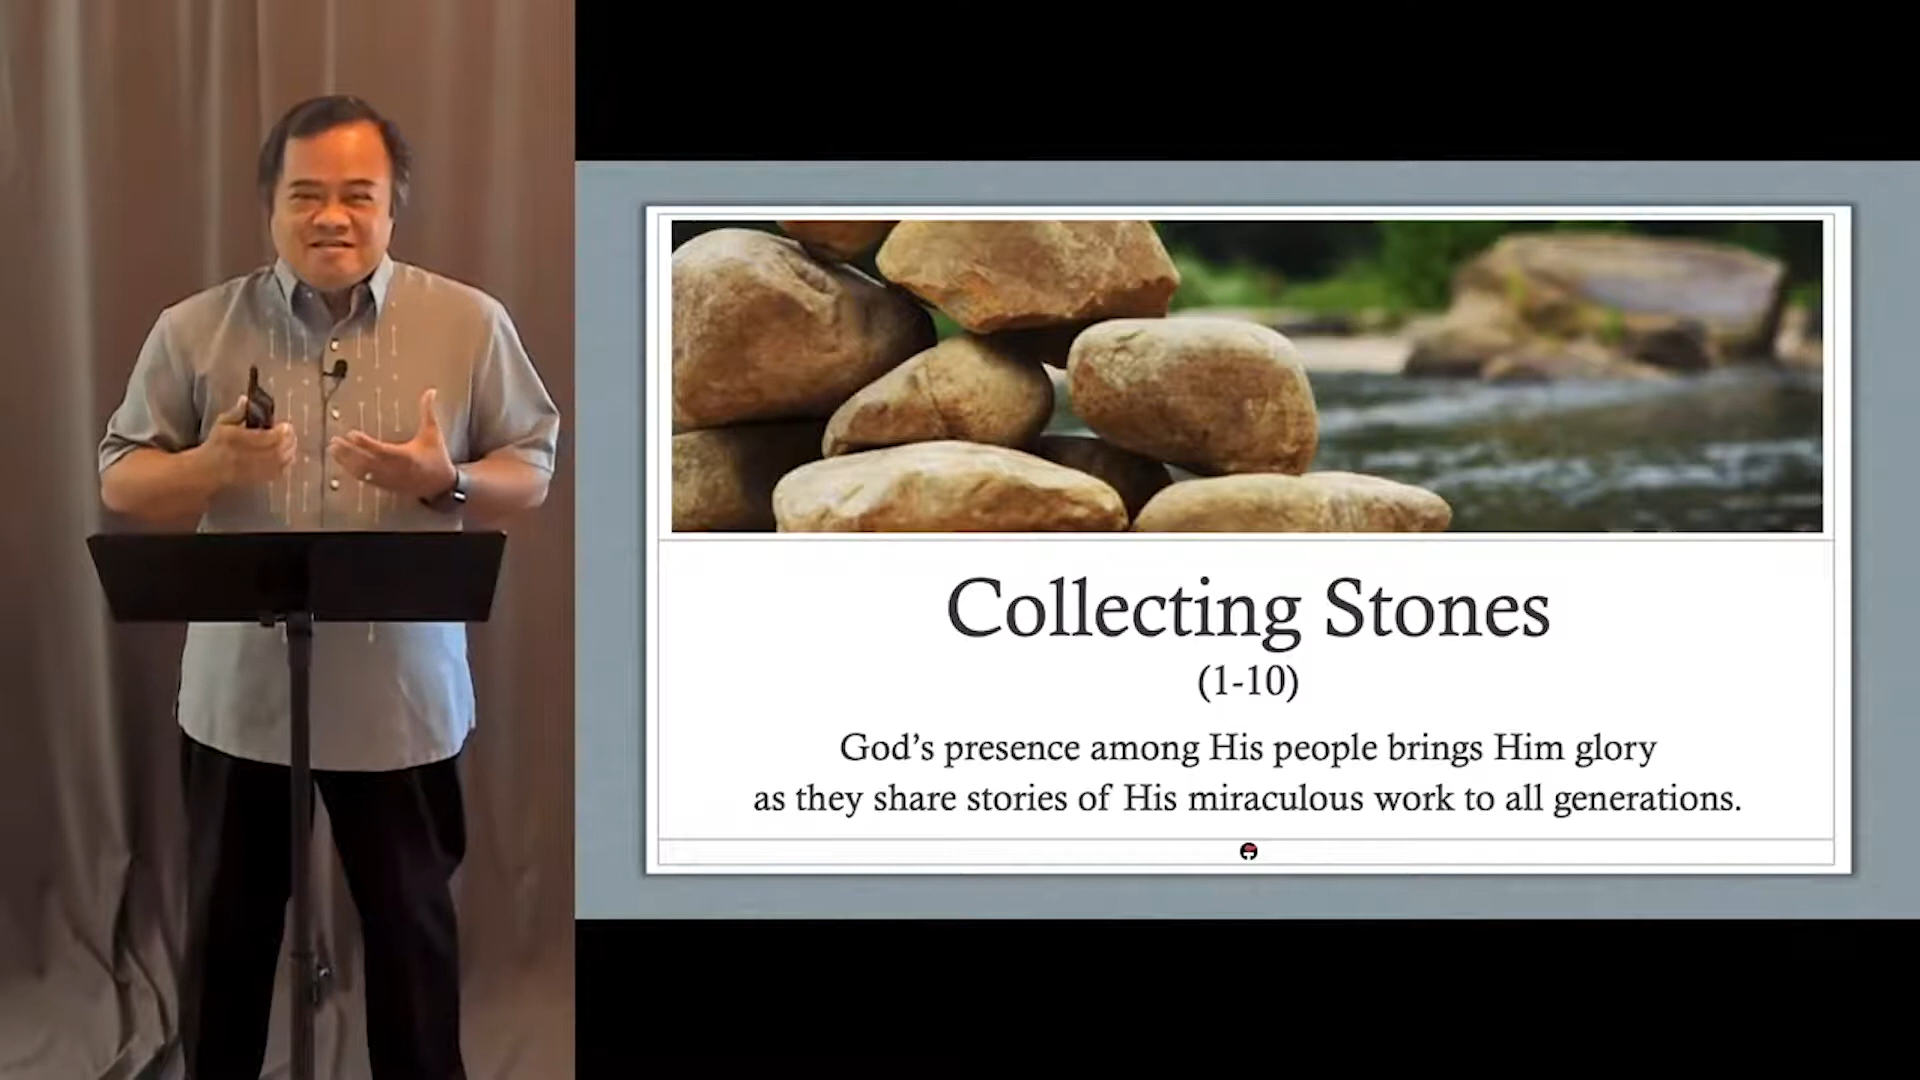 Collecting Stones
(1-10)
God's presence among His people brings Him glory
as they share stories of His miraculous work to all generations.